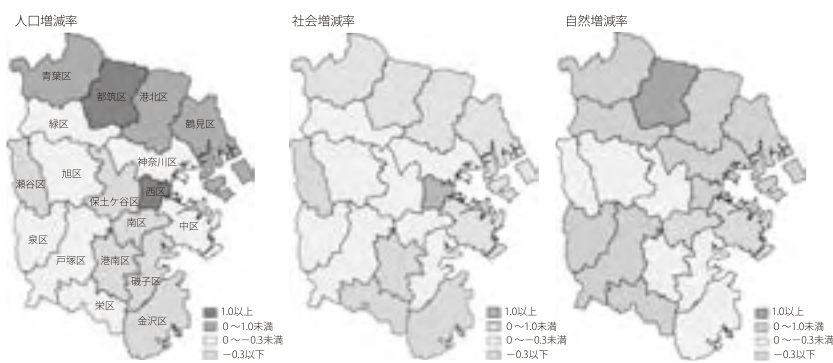 人口増減率
社会増減率
自然増減率
青葉区
都筑区
港北区
緑区
鶴見区
神奈川区
瀬谷区
旭区
西区
保土ケ谷区
南区
中区
泉区
戸塚区
港南区
磯子区
栄区
金沢区
1.0以上
0〜1.0未満
0〜−0.3未満
−0.3以下
1.0以上
0〜1.0未満
0〜−0.3未満
−0.3以下
1.0以上
0〜1.0未満
0〜−0.3未満
−0.3以下